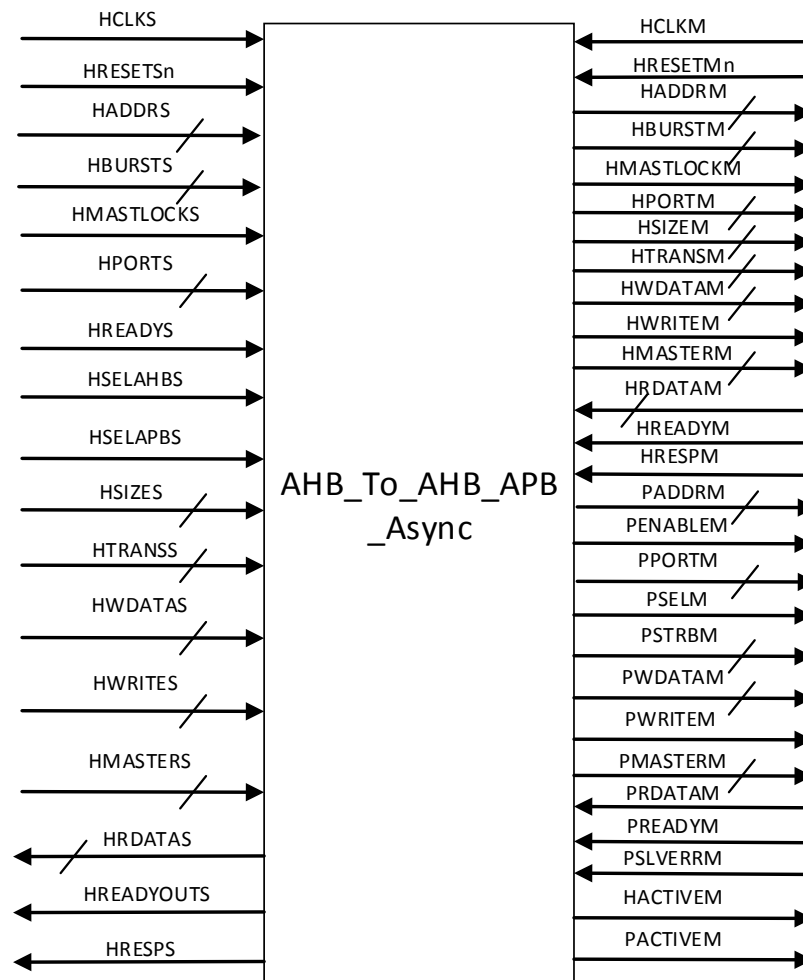 HCLKS
HRESETSn
HADDRS
HBURSTS
HMASTLOCKS
HPORTS
HREADYS
HSELAHBS
HSELAPBS
HSIZES
HTRANSS
HWDATAS
HWRITES
HMASTERS
HRDATAS
HREADYOUTS
HRESPS
AHB_To_AHB_APB
_Async
HCLKM
HRESETMn
HADDRM
HBURSTM
HMASTLOCKM
HPORTM
HSIZEM
HTRANSM
HWDATAM
HWRITEM
HMASTERM
HRDATAM
HREADYM
HRESPM
PADDRM
PENABLEM
PPORTM
PSELM
PSTRBM
PWDATAM
PWRITEM
PMASTERM
PRDATAM
PREADYM
PSLVERRM
HACTIVEM
PACTIVEM